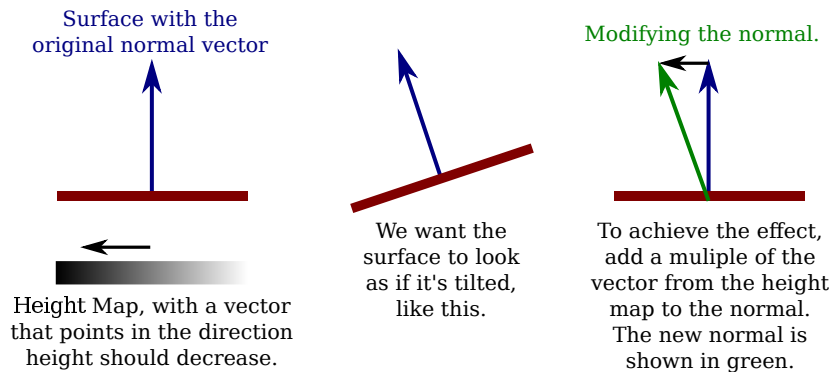 Surface with the
original normal vector
Height Map, with a vector
that points in the direction
height should decrease.
We want the
surface to look
as if it's tilted,
like this.
Modifying the normal.
To achieve the effect,
add a muliple of the
vector from the height
map to the normal.
The new normal is
shown in green.